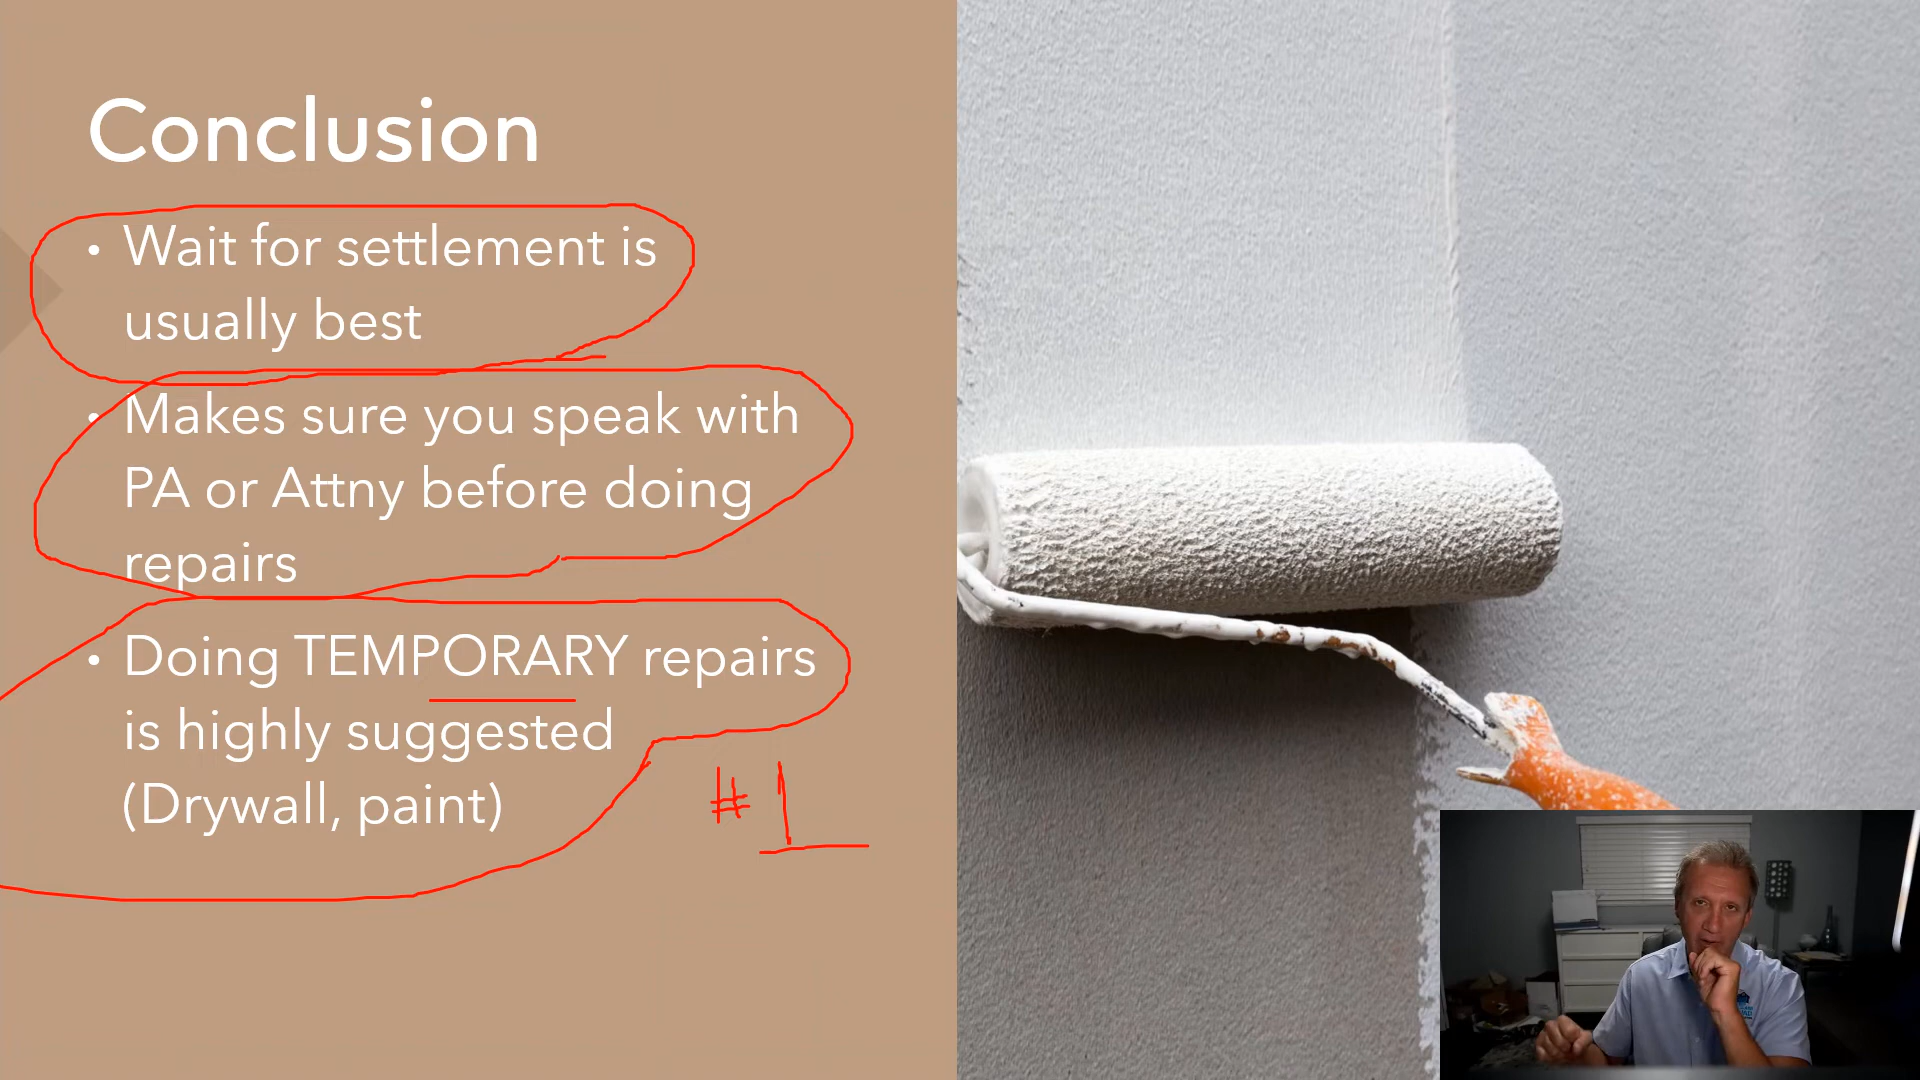 Conclusion
• Wait for settlement is
usually best
• Makes sure you speak with
PA or Attny before doing
repairs
• Doing TEMPORARY repairs
is highly suggested
(Drywall, paint)
#1